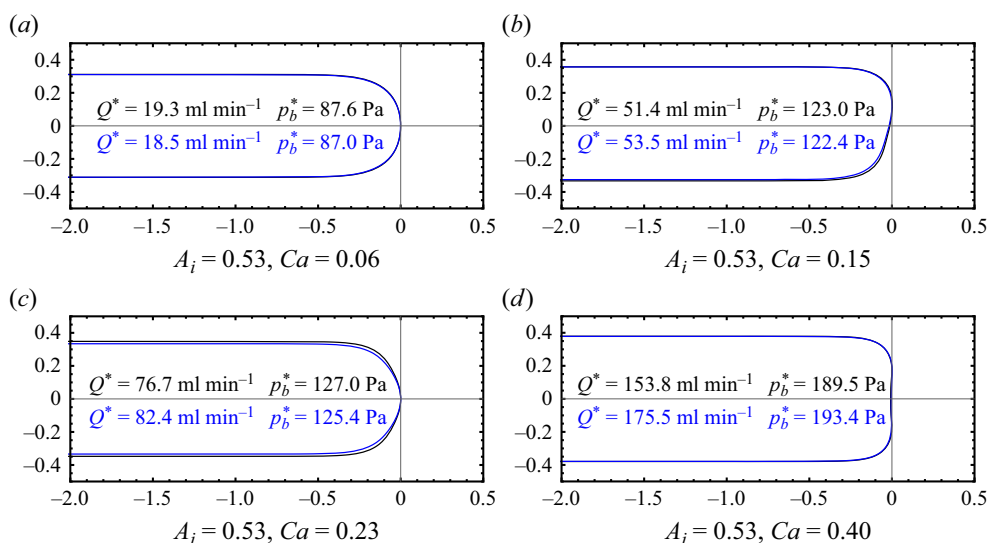 (a)
0.4
0.2
0
−0.2
−0.4
Q* = 19.3 ml min⁻¹ p_b* = 87.6 Pa
Q* = 18.5 ml min⁻¹ p_b* = 87.0 Pa
−2.0 −1.5 −1.0 −0.5 0 0.5
A_i = 0.53, Ca = 0.06
(b)
0.4
0.2
0
−0.2
−0.4
Q* = 51.4 ml min⁻¹ p_b* = 123.0 Pa
Q* = 53.5 ml min⁻¹ p_b* = 122.4 Pa
−2.0 −1.5 −1.0 −0.5 0 0.5
A_i = 0.53, Ca = 0.15
(c)
0.4
0.2
0
−0.2
−0.4
Q* = 76.7 ml min⁻¹ p_b* = 127.0 Pa
Q* = 82.4 ml min⁻¹ p_b* = 125.4 Pa
−2.0 −1.5 −1.0 −0.5 0 0.5
A_i = 0.53, Ca = 0.23
(d)
0.4
0.2
0
−0.2
−0.4
Q* = 153.8 ml min⁻¹ p_b* = 189.5 Pa
Q* = 175.5 ml min⁻¹ p_b* = 193.4 Pa
−2.0 −1.5 −1.0 −0.5 0 0.5
A_i = 0.53, Ca = 0.40